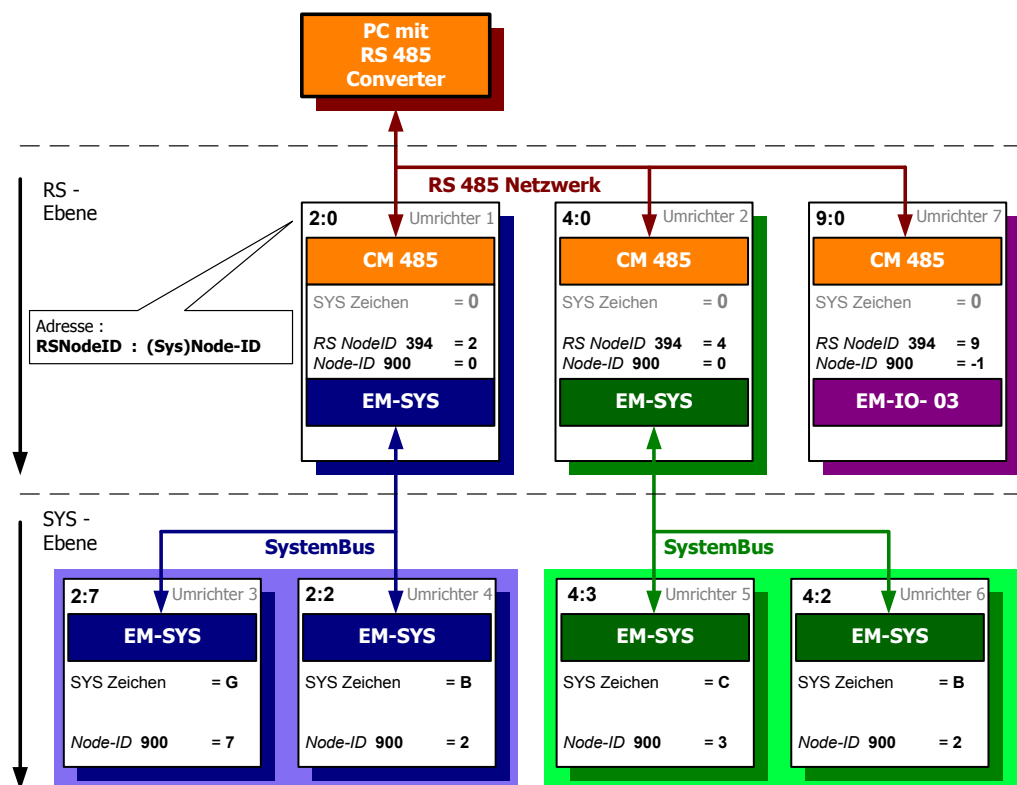 PC mit
RS 485
Converter
RS -
Ebene
RS 485 Netzwerk
Adresse :
RSNodeID : (Sys)Node-ID
2:0 Umrichter 1
CM 485
SYS Zeichen = 0
RS NodeID 394 = 2
Node-ID 900 = 0
EM-SYS
4:0 Umrichter 2
CM 485
SYS Zeichen = 0
RS NodeID 394 = 4
Node-ID 900 = 0
EM-SYS
9:0 Umrichter 7
CM 485
SYS Zeichen = 0
RS NodeID 394 = 9
Node-ID 900 = -1
EM-IO- 03
SYS -
Ebene
SystemBus
SystemBus
2:7 Umrichter 3
EM-SYS
SYS Zeichen = G
Node-ID 900 = 7
2:2 Umrichter 4
EM-SYS
SYS Zeichen = B
Node-ID 900 = 2
4:3 Umrichter 5
EM-SYS
SYS Zeichen = C
Node-ID 900 = 3
4:2 Umrichter 6
EM-SYS
SYS Zeichen = B
Node-ID 900 = 2